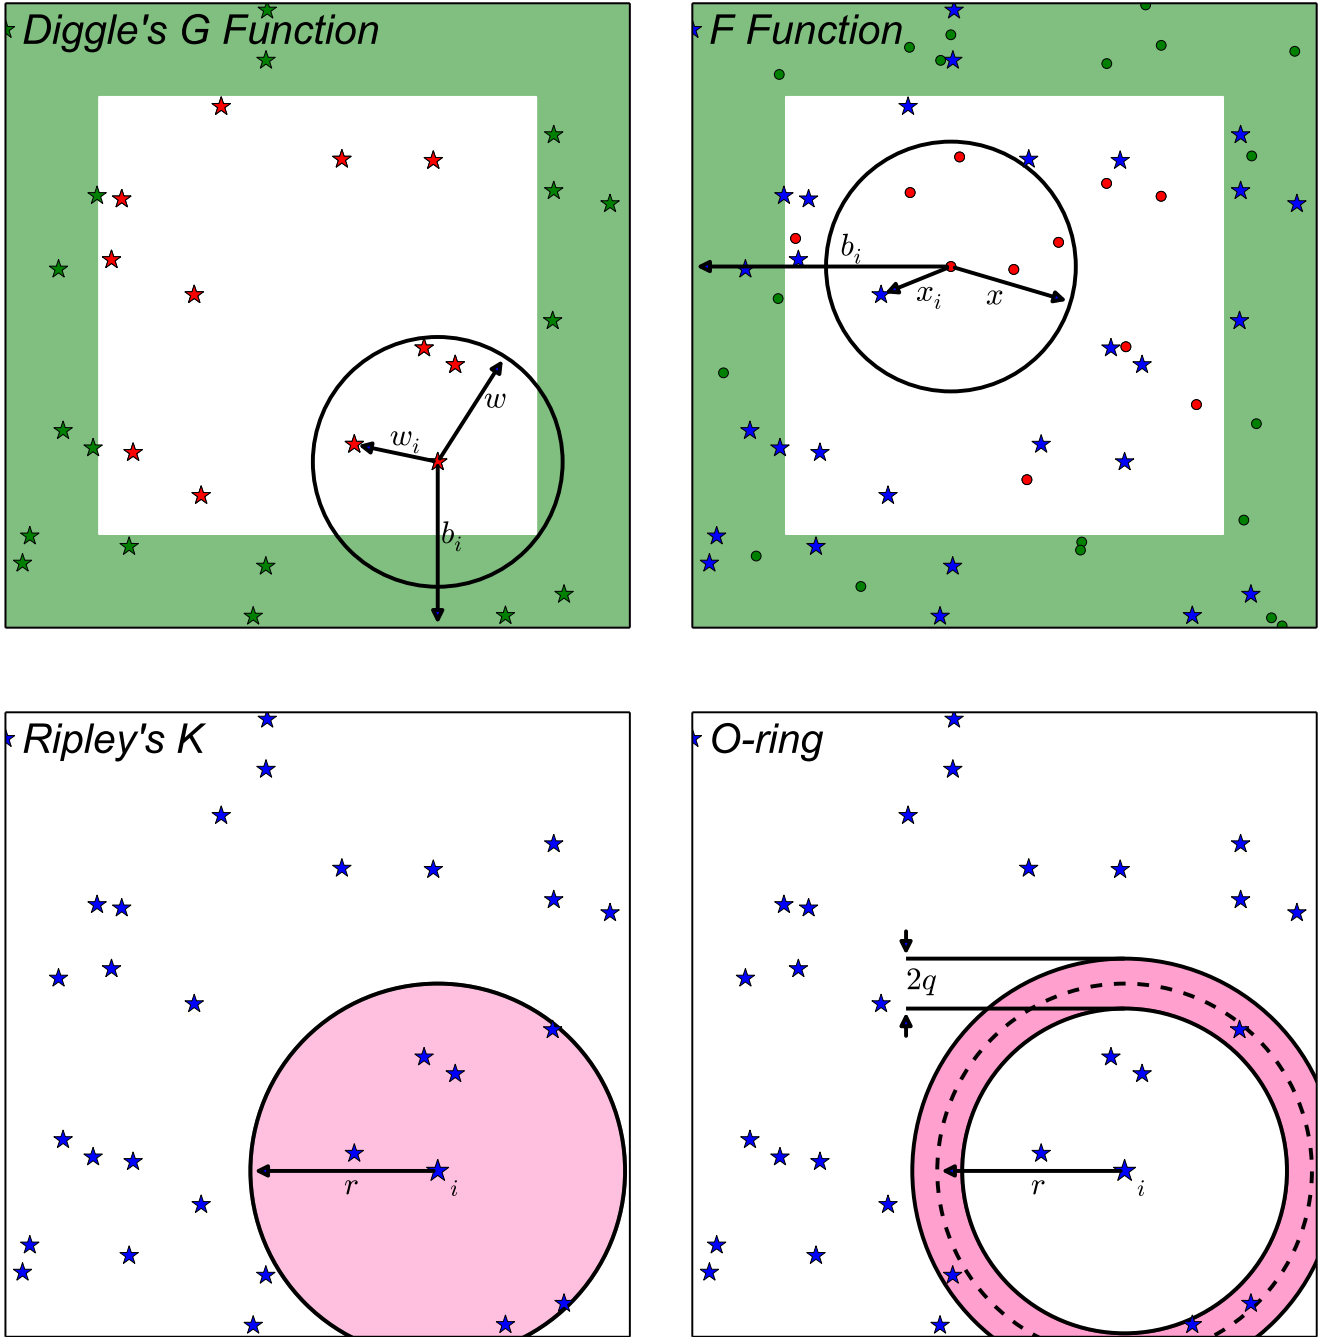 Diggle's G Function
w
w_i
b_i
F Function
b_i
x_i
x
Ripley's K
r
i
O-ring
2q
r
i